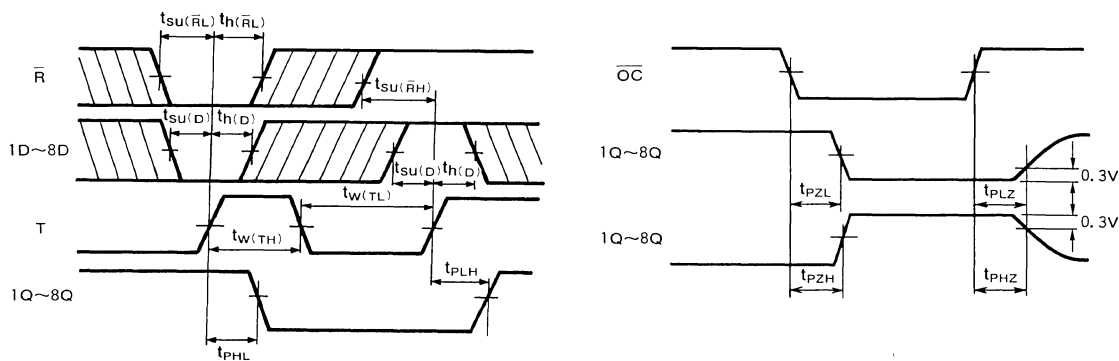 tsu(R̅L) th(R̅L)
R̅
tsu(R̅H)
tsu(D) th(D)
1D~8D
tsu(D) th(D)
tw(TL)
T
tw(TH)
tPLH
1Q~8Q
tPHL
O̅C̅
1Q~8Q
0.3V
tPZL
tPLZ
0.3V
1Q~8Q
tPZH
tPHZ